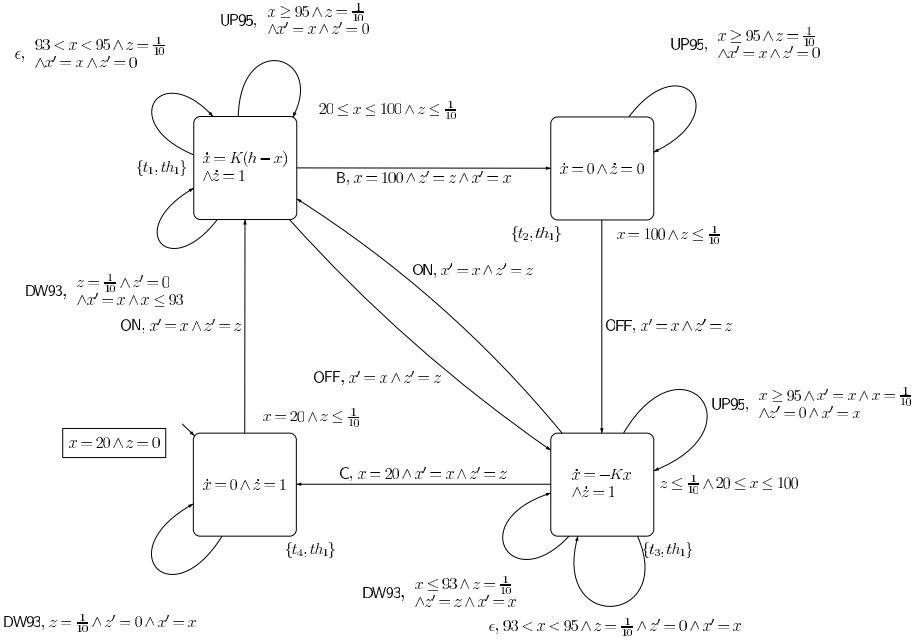 UP95, x ≥ 95 ∧ z = 1/10
∧x′ = x ∧ z′ = 0
ϵ, 93 < x < 95 ∧ z = 1/10
∧x′ = x ∧ z′ = 0
UP95, x ≥ 95 ∧ z = 1/10
∧x′ = x ∧ z′ = 0
20 ≤ x ≤ 100 ∧ z ≤ 1/10
{t₁, th₁}
ẋ = K(h − x)
∧ż = 1
B, x = 100 ∧ z′ = z ∧ x′ = x
ẋ = 0 ∧ ż = 0
{t₂, th₁}
x = 100 ∧ z ≤ 1/10
DW93, z = 1/10 ∧ z′ = 0
∧x′ = x ∧ x ≤ 93
ON, x′ = x ∧ z′ = z
ON, x′ = x ∧ z′ = z
OFF, x′ = x ∧ z′ = z
OFF, x′ = x ∧ z′ = z
UP95, x ≥ 95 ∧ x′ = x ∧ x = 1/10
∧z′ = 0 ∧ x′ = x
x = 20 ∧ z ≤ 1/10
x = 20 ∧ z = 0
ẋ = 0 ∧ ż = 1
C, x = 20 ∧ x′ = x ∧ z′ = z
ẋ = −Kx
∧ż = 1
z ≤ 1/10 ∧ 20 ≤ x ≤ 100
{t₄, th₁}
{t₃, th₁}
DW93, x ≤ 93 ∧ z = 1/10
∧z′ = z ∧ x′ = x
DW93, z = 1/10 ∧ z′ = 0 ∧ x′ = x
ϵ, 93 < x < 95 ∧ z = 1/10 ∧ z′ = 0 ∧ x′ = x